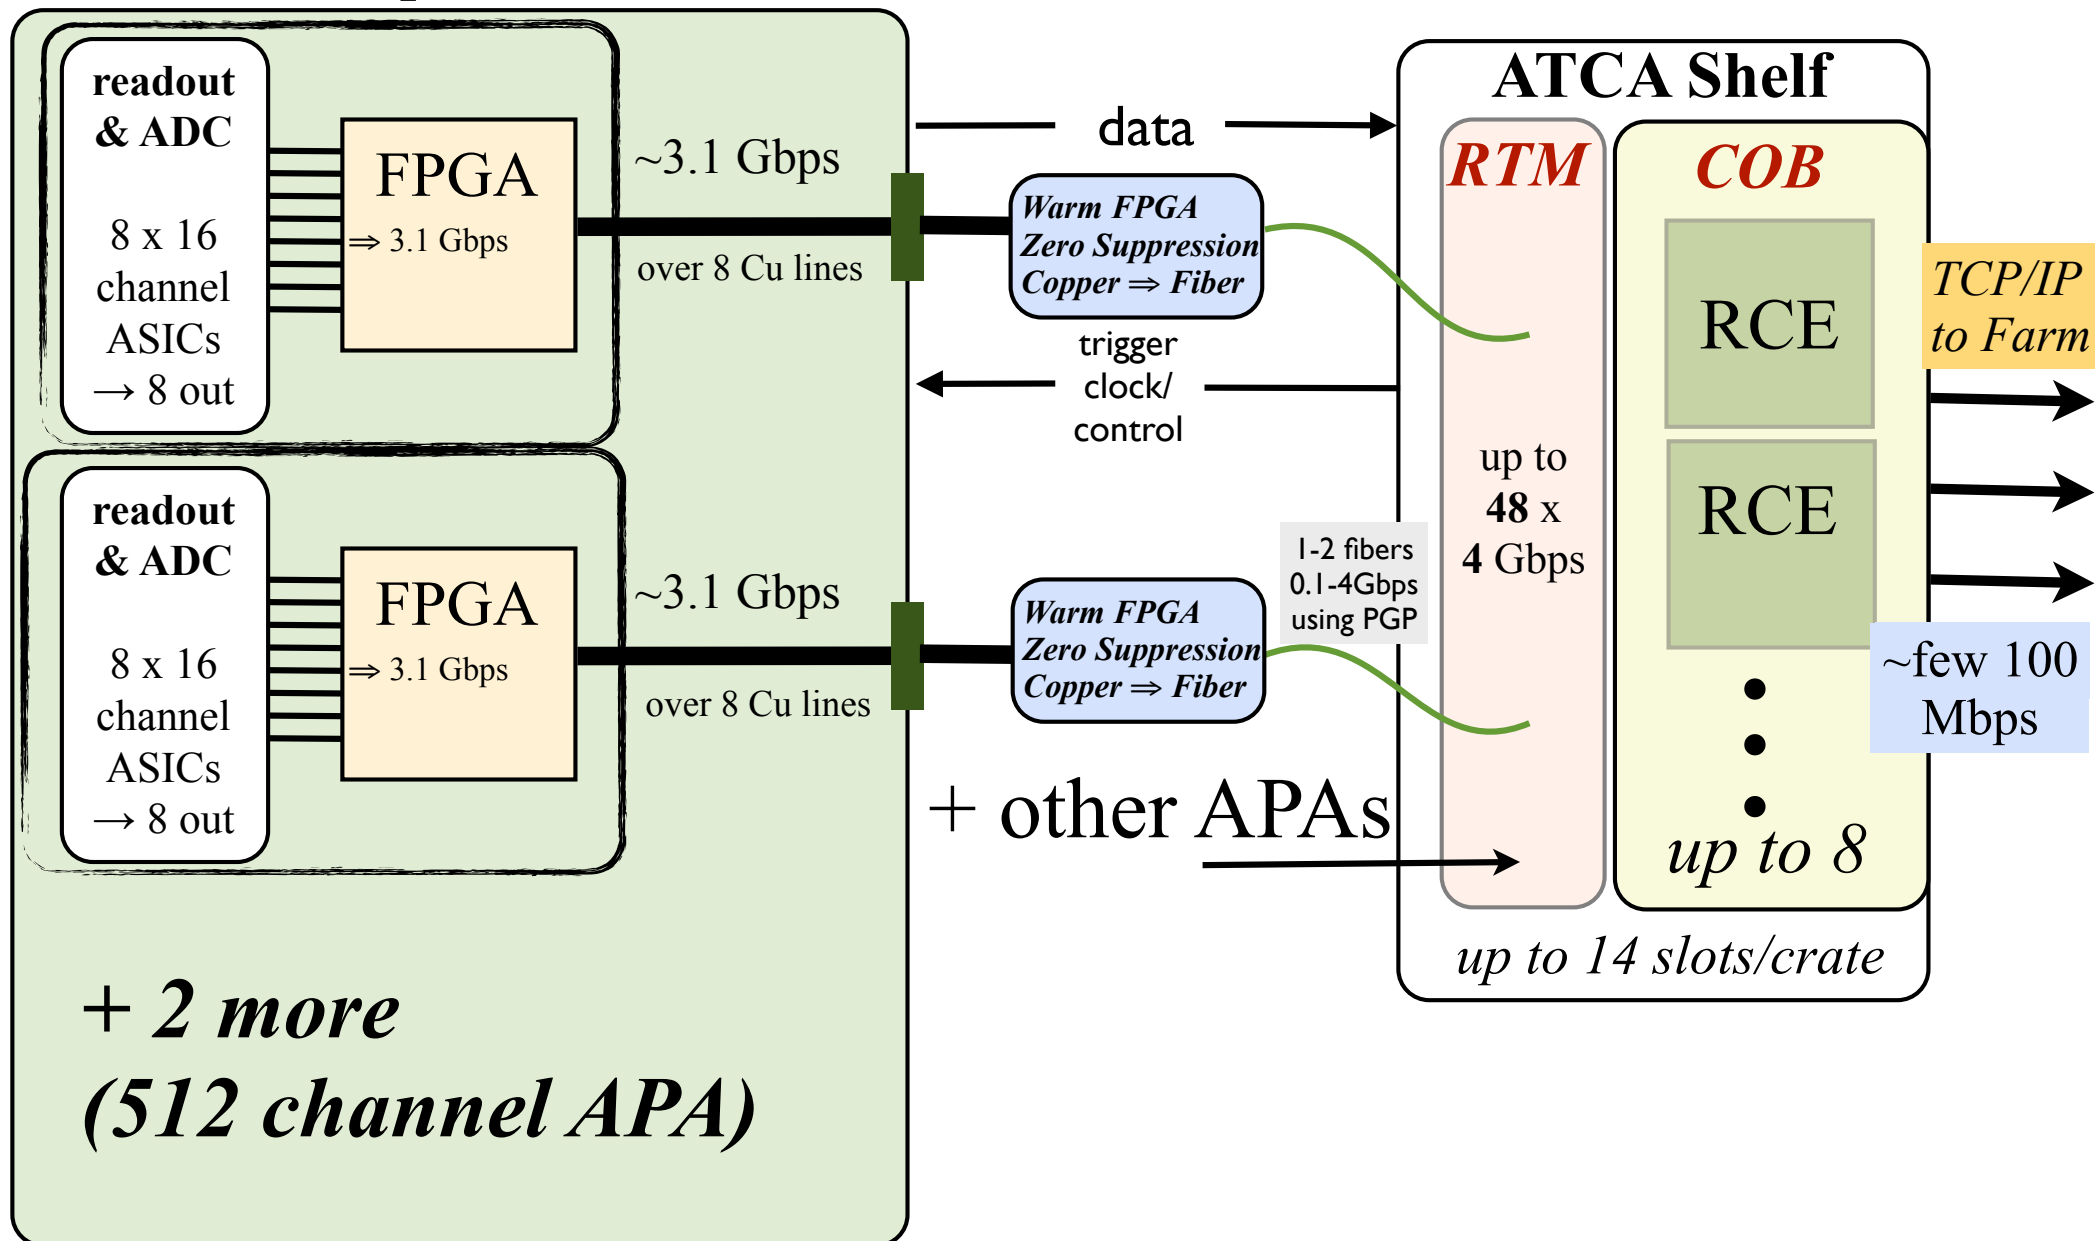 readout
& ADC
8 x 16
channel
ASICs
→ 8 out
FPGA
⇒ 3.1 Gbps
~3.1 Gbps
over 8 Cu lines
data
Warm FPGA
Zero Suppression
Copper ⇒ Fiber
trigger
clock/
control
readout
& ADC
8 x 16
channel
ASICs
→ 8 out
FPGA
⇒ 3.1 Gbps
~3.1 Gbps
over 8 Cu lines
Warm FPGA
Zero Suppression
Copper ⇒ Fiber
1-2 fibers
0.1-4Gbps
using PGP
+ other APAs
+ 2 more
(512 channel APA)
ATCA Shelf
RTM
up to
48 x
4 Gbps
COB
RCE
RCE
up to 8
up to 14 slots/crate
TCP/IP
to Farm
~few 100
Mbps